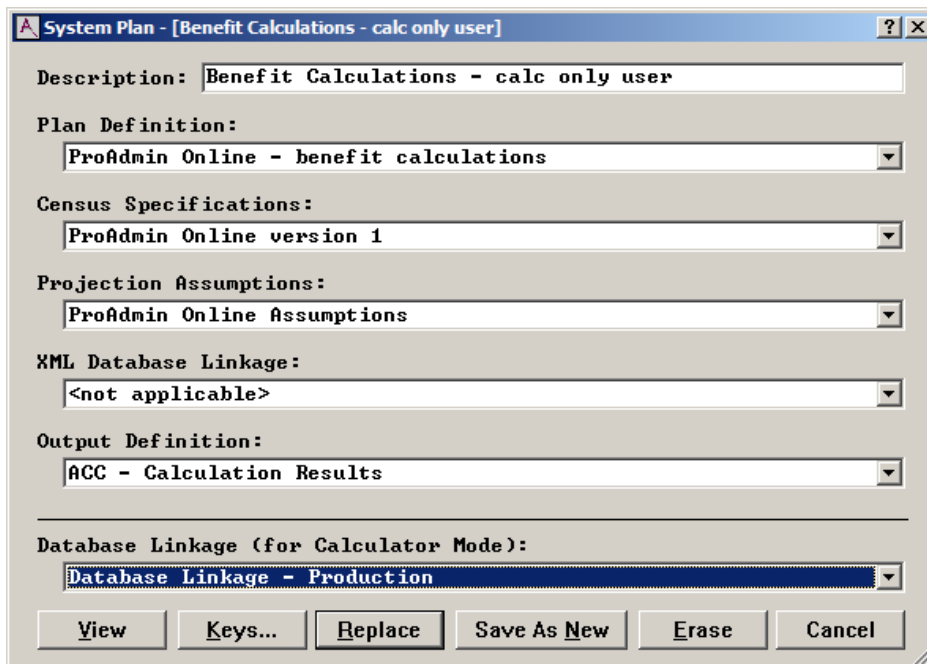 System Plan - [Benefit Calculations - calc only user]
Description: Benefit Calculations - calc only user
Plan Definition:
ProAdmin Online - benefit calculations
Census Specifications:
ProAdmin Online version 1
Projection Assumptions:
ProAdmin Online Assumptions
XML Database Linkage:
<not applicable>
Output Definition:
ACC - Calculation Results
Database Linkage (for Calculator Mode):
Database Linkage - Production
View Keys... Replace Save As New Erase Cancel